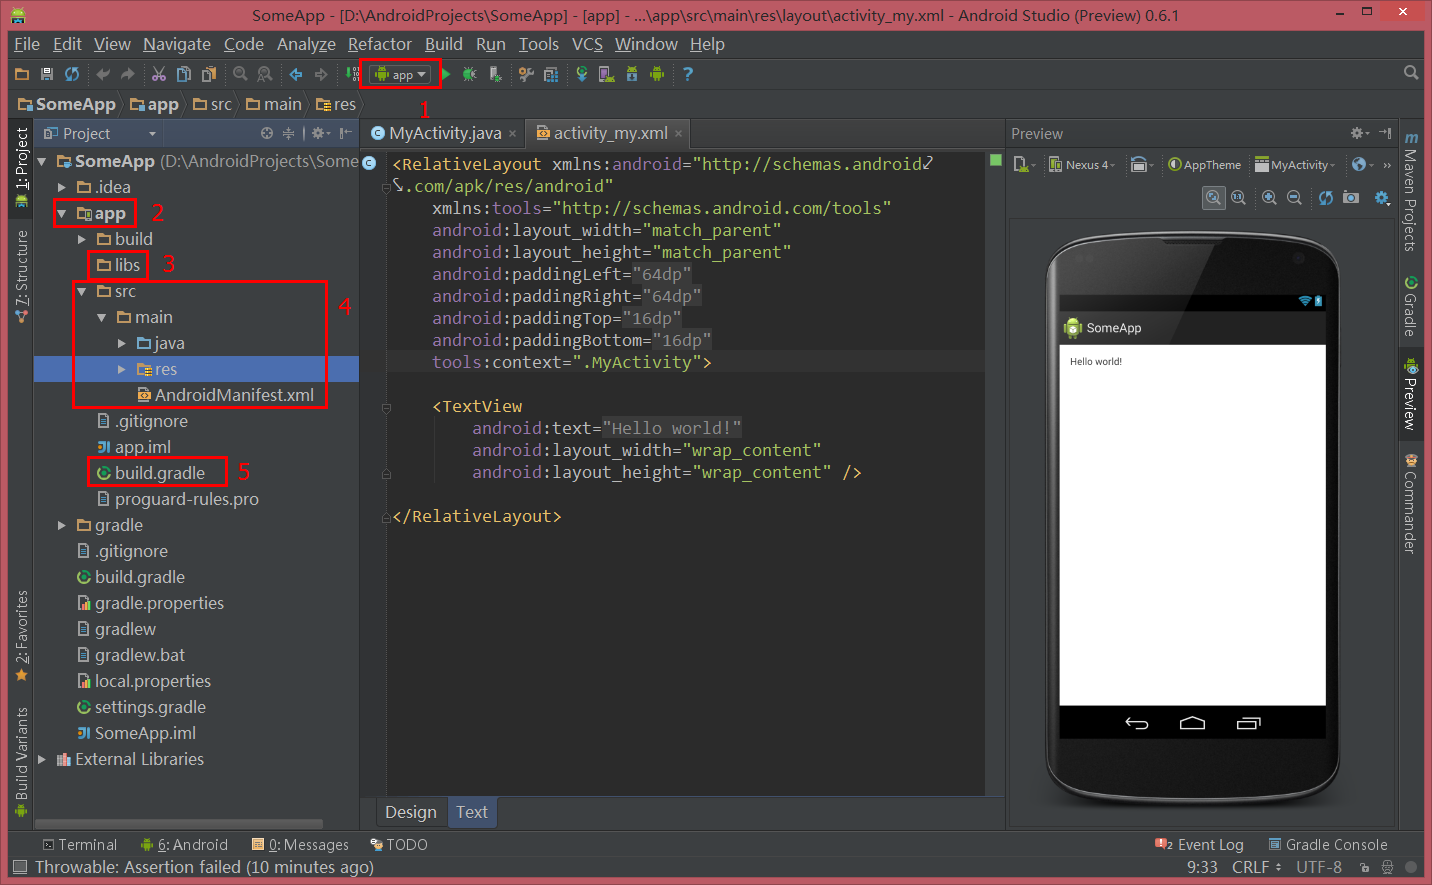 SomeApp - [D:\AndroidProjects\SomeApp] - [app] - ...\app\src\main\res\layout\activity_my.xml - Android Studio (Preview) 0.6.1
File Edit View Navigate Code Analyze Refactor Build Run Tools VCS Window Help
app
SomeApp app src main res
1
1: Project
7: Structure
2: Favorites
Build Variants
Project
SomeApp (D:\AndroidProjects\Some
.idea
app 2
build
libs 3
src
4
main
java
res
AndroidManifest.xml
.gitignore
app.iml
build.gradle 5
proguard-rules.pro
gradle
.gitignore
build.gradle
gradle.properties
gradlew
gradlew.bat
local.properties
settings.gradle
SomeApp.iml
External Libraries
MyActivity.java activity_my.xml
<RelativeLayout xmlns:android="http://schemas.android
.com/apk/res/android"
xmlns:tools="http://schemas.android.com/tools"
android:layout_width="match_parent"
android:layout_height="match_parent"
android:paddingLeft="64dp"
android:paddingRight="64dp"
android:paddingTop="16dp"
android:paddingBottom="16dp"
tools:context=".MyActivity">
<TextView
android:text="Hello world!"
android:layout_width="wrap_content"
android:layout_height="wrap_content" />
</RelativeLayout>
Design Text
Preview
Nexus 4 AppTheme MyActivity
SomeApp
Hello world!
Maven Projects
Gradle
Preview
Commander
Terminal 6: Android 0: Messages TODO 2 Event Log Gradle Console
Throwable: Assertion failed (10 minutes ago) 9:33 CRLF UTF-8